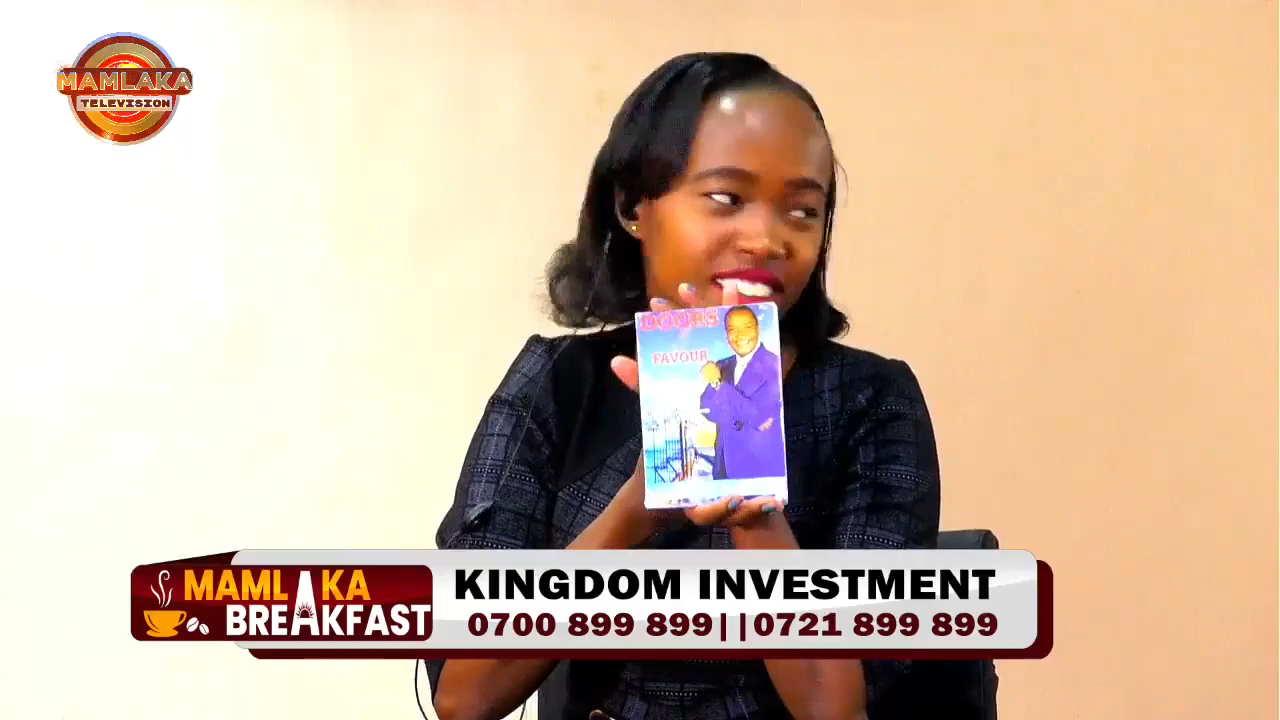 MAMLAKA
TELEVISION
DOORS
FAVOUR
MAMLAKA
BREAKFAST
KINGDOM INVESTMENT
0700 899 899||0721 899 899